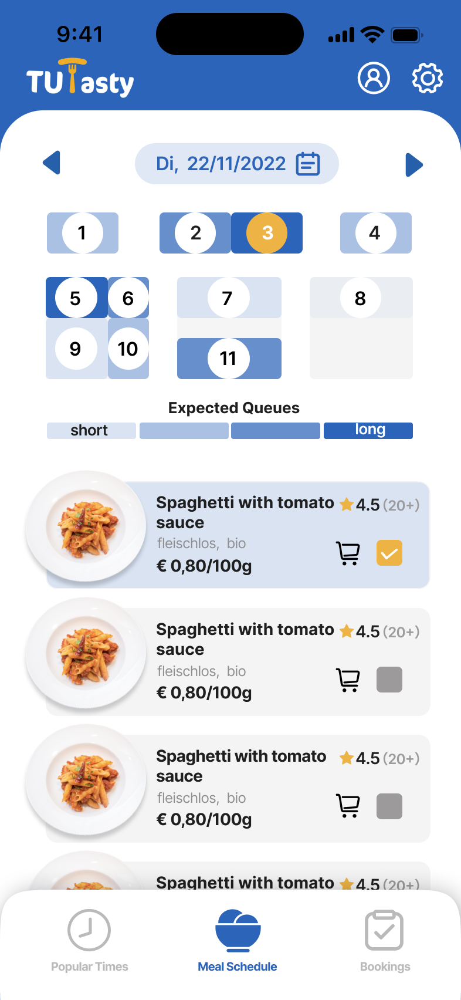 9:41
TU Tasty
Di, 22/11/2022
1 2 3 4
5 6 7 8
9 10 11
Expected Queues
short long
Spaghetti with tomato 4.5 (20+)
sauce
fleischlos, bio
€ 0,80/100g
Spaghetti with tomato 4.5 (20+)
sauce
fleischlos, bio
€ 0,80/100g
Spaghetti with tomato 4.5 (20+)
sauce
fleischlos, bio
€ 0,80/100g
Spaghetti with tomato 4.5 (20+)
Popular Times Meal Schedule Bookings